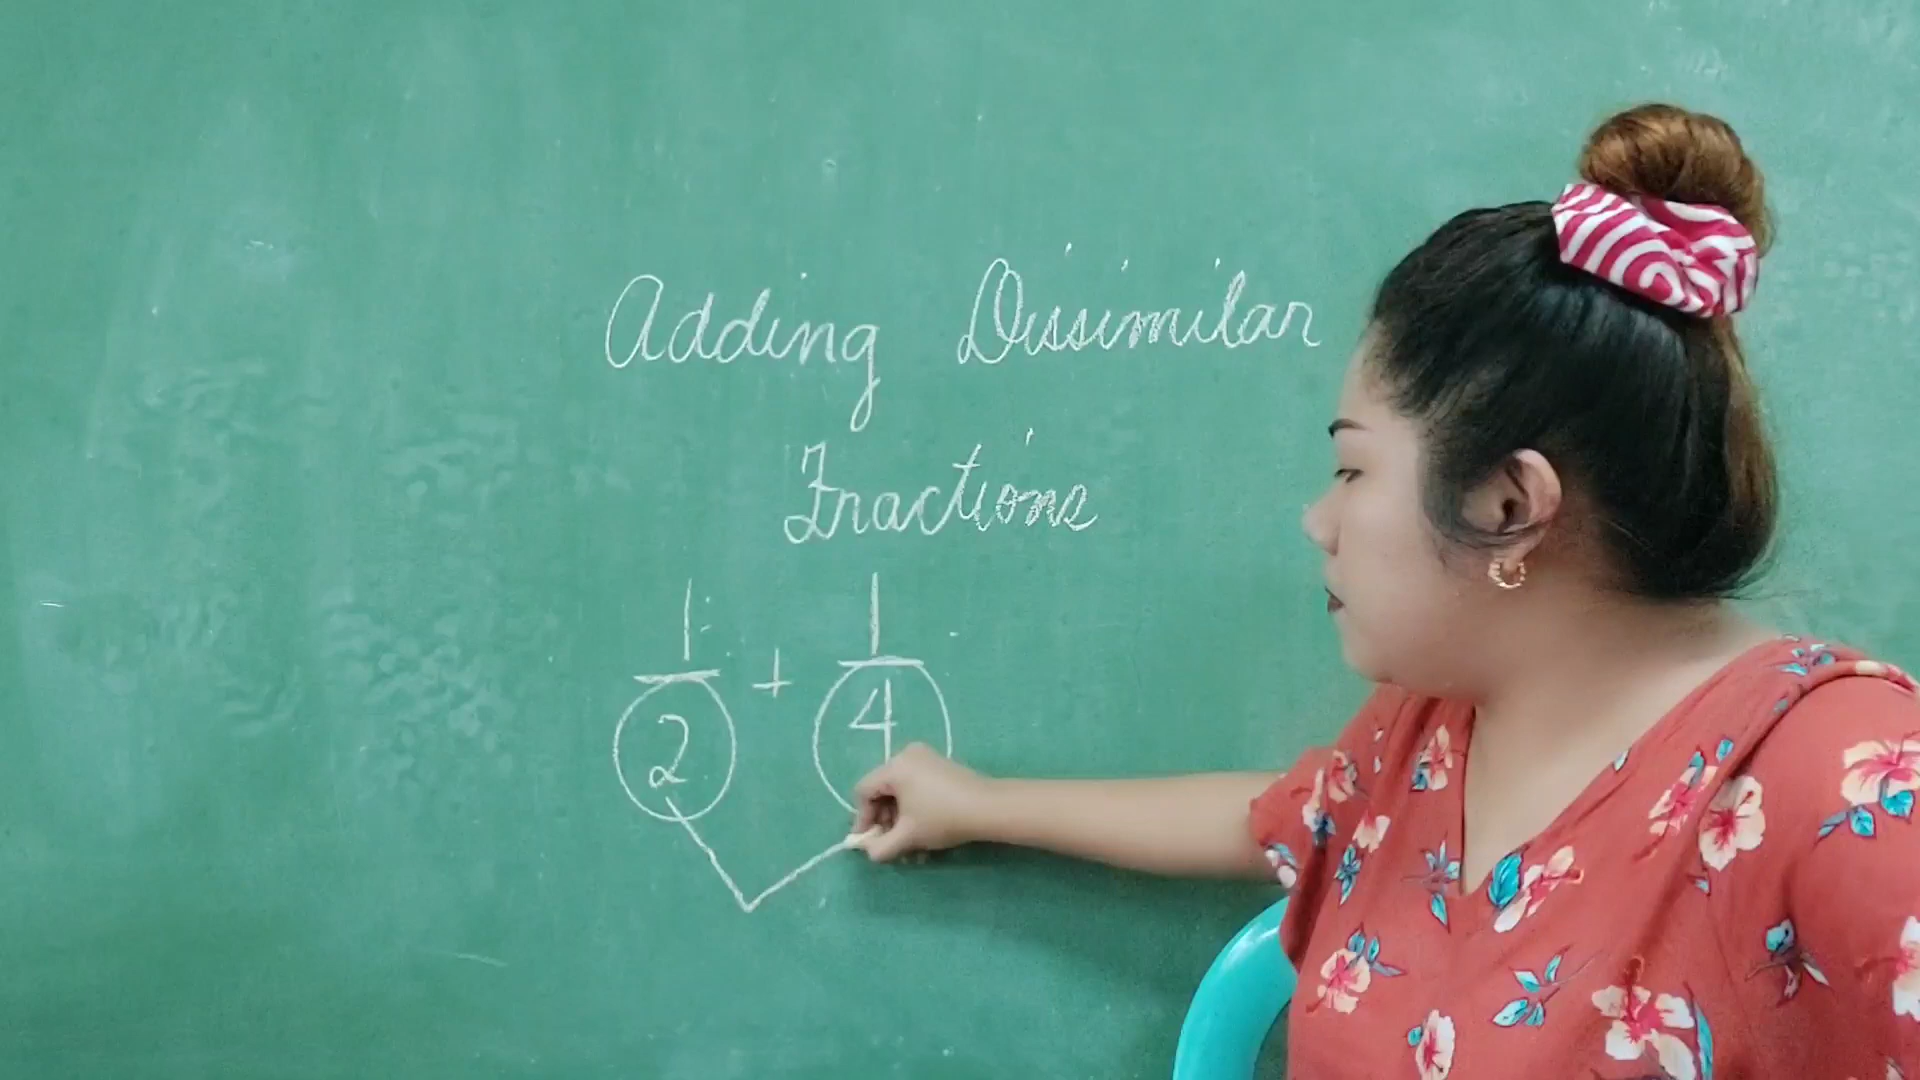 Adding Dissimilar
Fractions
1/2 + 1/4